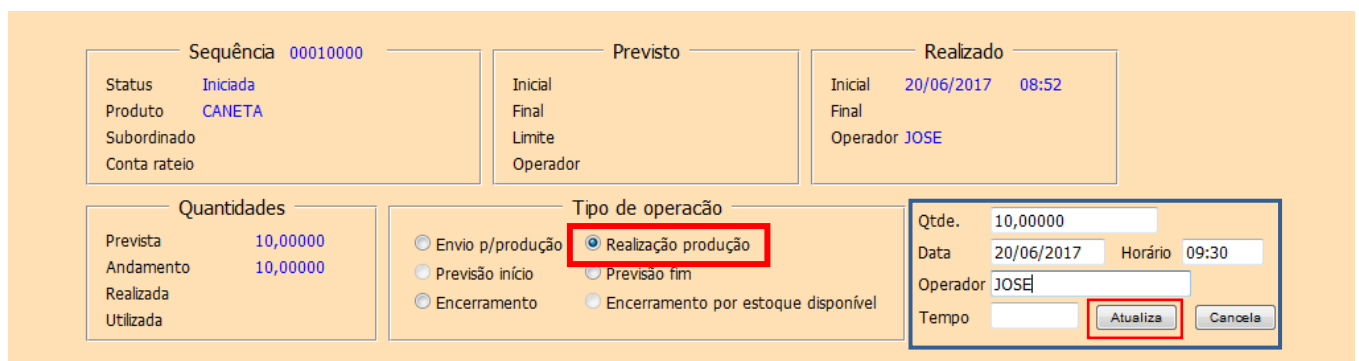 Sequência 00010000
Status Iniciada
Produto CANETA
Subordinado
Conta rateio
Previsto
Inicial
Final
Limite
Operador
Realizado
Inicial 20/06/2017 08:52
Final
Operador JOSE
Quantidades
Prevista 10,00000
Andamento 10,00000
Realizada
Utilizada
Tipo de operacão
Envio p/produção Realização produção
Previsão início Previsão fim
Encerramento Encerramento por estoque disponível
Qtde. 10,00000
Data 20/06/2017 Horário 09:30
Operador JOSE
Tempo Atualiza Cancela